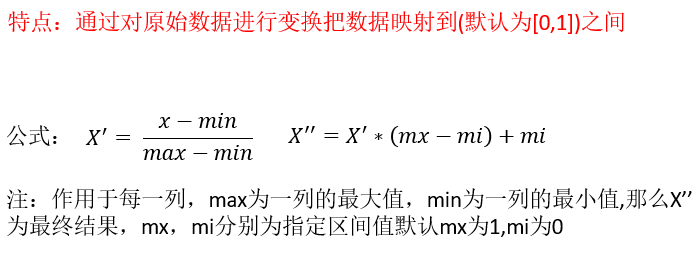 特点：通过对原始数据进行变换把数据映射到(默认为[0,1])之间
公式： X′ = (x − min) / (max − min)  X′′ = X′ ∗ (mx − mi) + mi
注：作用于每一列，max为一列的最大值，min为一列的最小值,那么X’’
为最终结果，mx，mi分别为指定区间值默认mx为1,mi为0